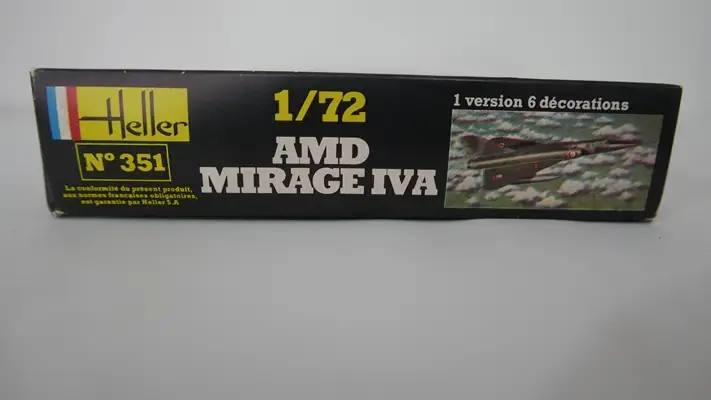 Heller
N° 351
La conformité du présent produit,
aux normes françaises obligatoires,
est garantie par Heller S.A
1/72
AMD
MIRAGE IVA
1 version 6 décorations